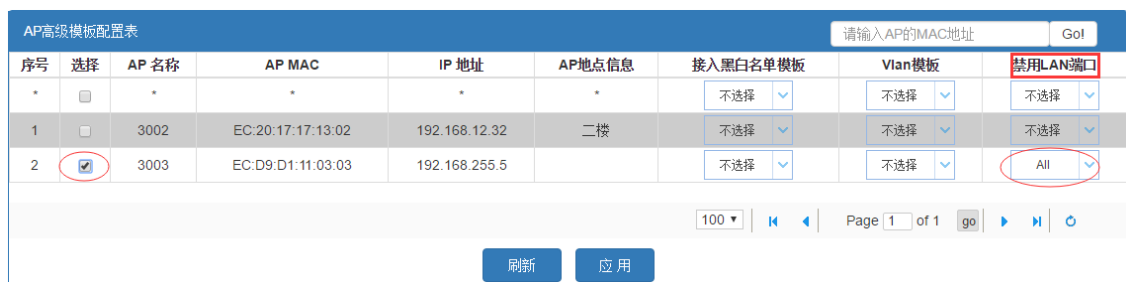 AP高级模板配置表 请输入AP的MAC地址 Go!
序号 选择 AP 名称 AP MAC IP 地址 AP地点信息 接入黑白名单模板 Vlan模板 禁用LAN端口
* * * * * 不选择 不选择 不选择
1 3002 EC:20:17:17:13:02 192.168.12.32 二楼 不选择 不选择 不选择
2 3003 EC:D9:D1:11:03:03 192.168.255.5 不选择 不选择 All
100 Page 1 of 1 go
刷新 应用